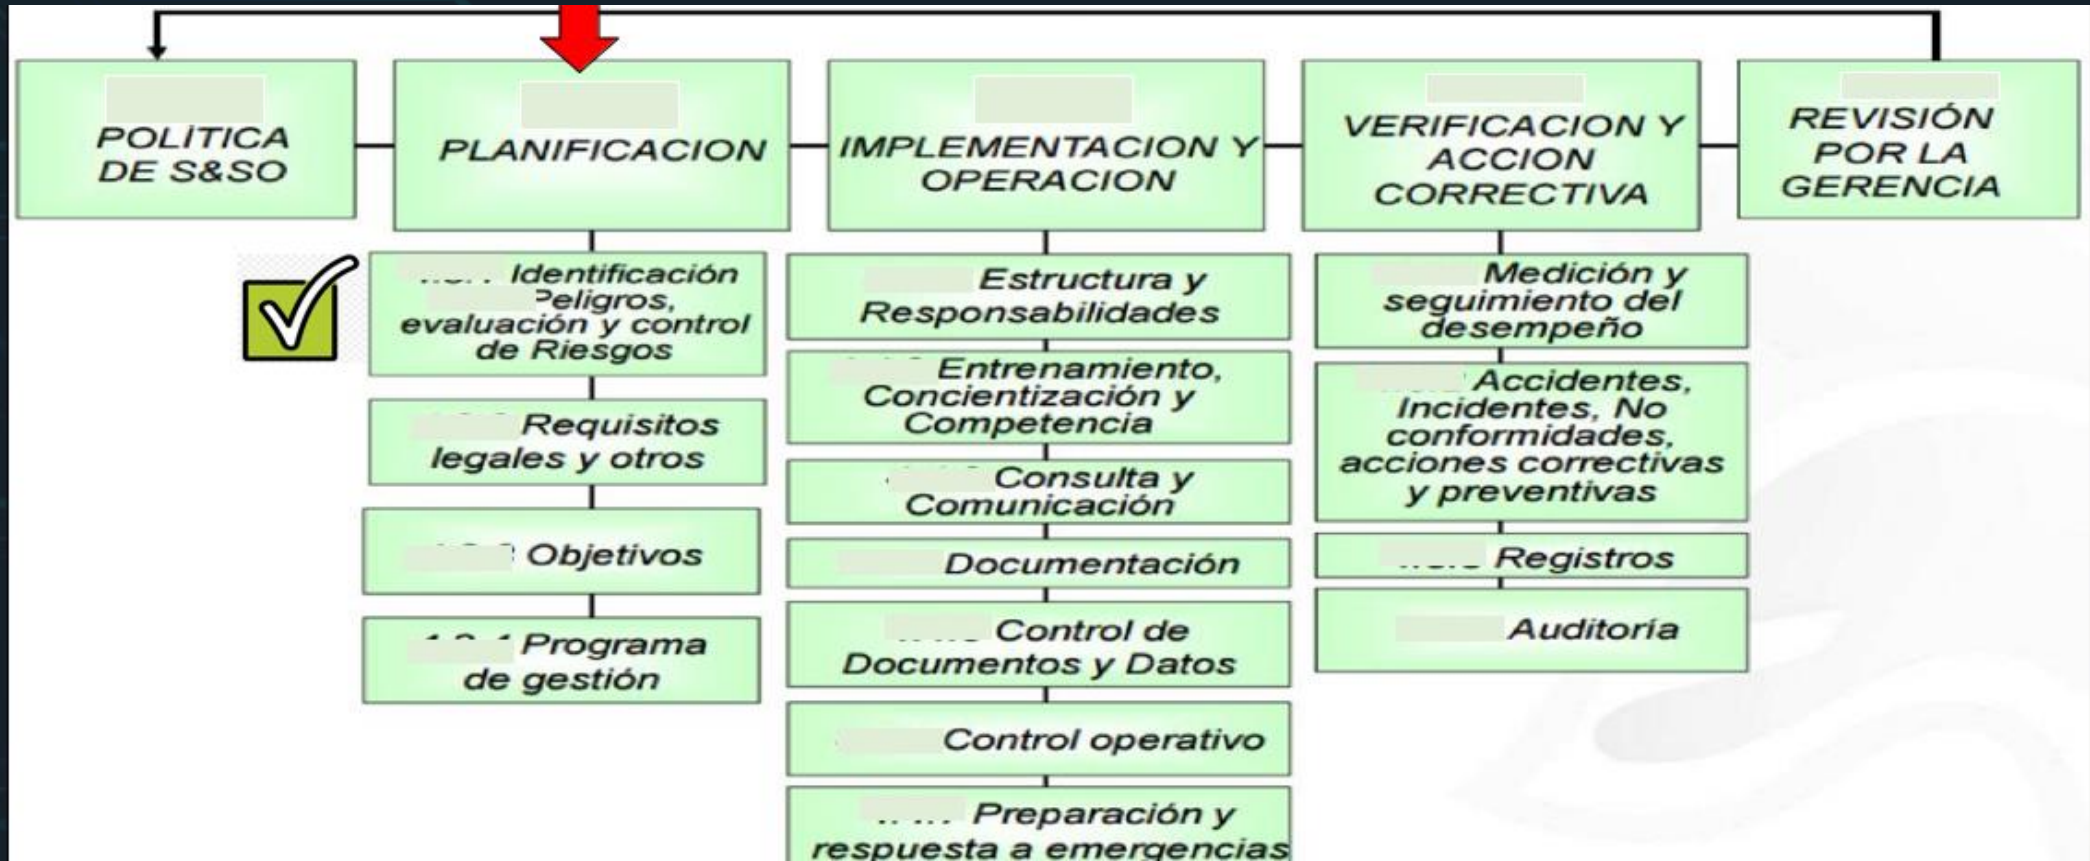 POLÍTICA
DE S&SO
PLANIFICACION
IMPLEMENTACION Y
OPERACION
VERIFICACION Y
ACCION
CORRECTIVA
REVISIÓN
POR LA
GERENCIA
Identificación
Peligros,
evaluación y control
de Riesgos
Requisitos
legales y otros
Objetivos
Programa
de gestión
Estructura y
Responsabilidades
Entrenamiento,
Concientización y
Competencia
Consulta y
Comunicación
Documentación
Control de
Documentos y Datos
Control operativo
Preparación y
respuesta a emergencias
Medición y
seguimiento del
desempeño
Accidentes,
Incidentes, No
conformidades,
acciones correctivas
y preventivas
Registros
Auditoría